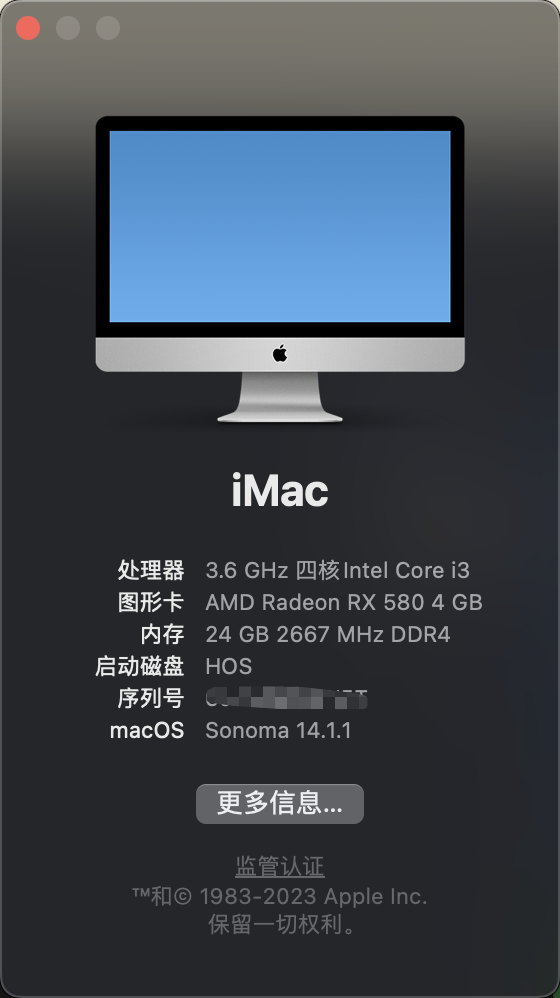 iMac
处理器 3.6 GHz 四核Intel Core i3
图形卡 AMD Radeon RX 580 4 GB
内存 24 GB 2667 MHz DDR4
启动磁盘 HOS
序列号
macOS Sonoma 14.1.1
更多信息...
监管认证
™和© 1983-2023 Apple Inc.
保留一切权利。